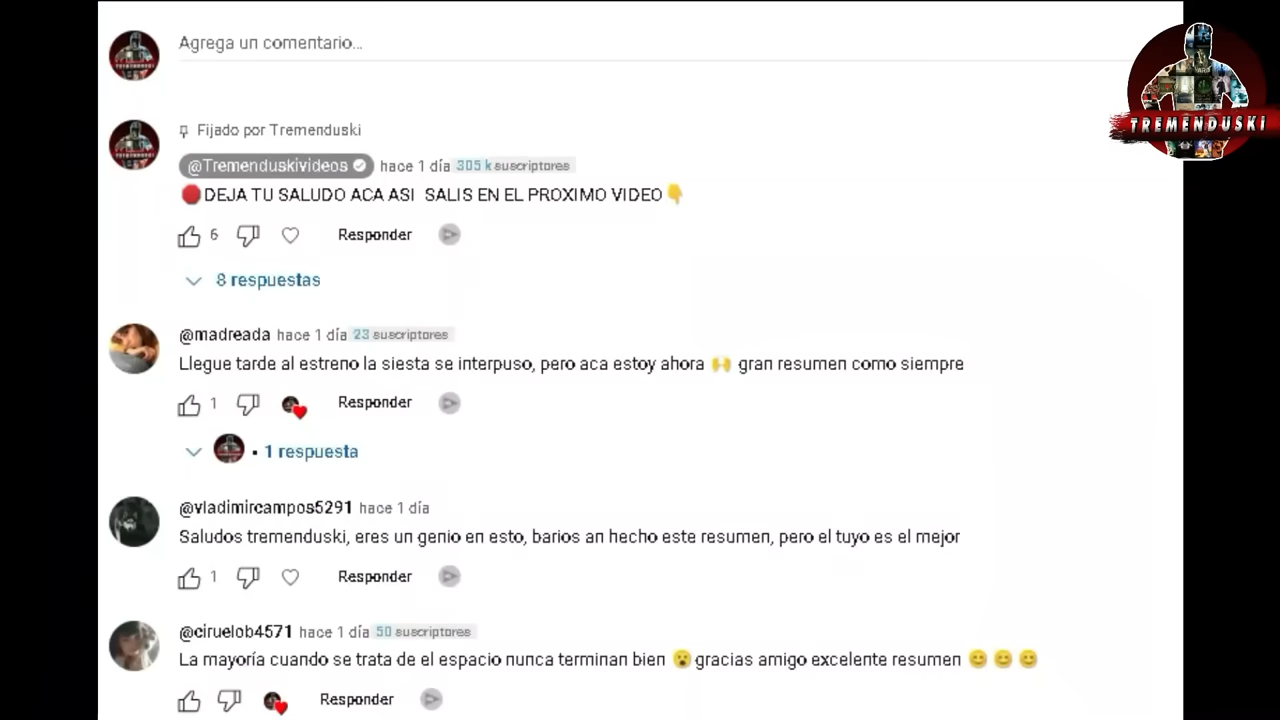 Agrega un comentario...
TREMENDUSKI
Fijado por Tremenduski
@Tremenduskivideos hace 1 día 305 k suscriptores
🛑DEJA TU SALUDO ACA ASI SALIS EN EL PROXIMO VIDEO👇
6 Responder
8 respuestas
@madreada hace 1 día 23 suscriptores
Llegue tarde al estreno la siesta se interpuso, pero aca estoy ahora 🙌 gran resumen como siempre
1 Responder
• 1 respuesta
@vladimircampos5291 hace 1 día
Saludos tremenduski, eres un genio en esto, barios an hecho este resumen, pero el tuyo es el mejor
1 Responder
@ciruelob4571 hace 1 día 50 suscriptores
La mayoría cuando se trata de el espacio nunca terminan bien 😮gracias amigo excelente resumen 😊😊😊
Responder